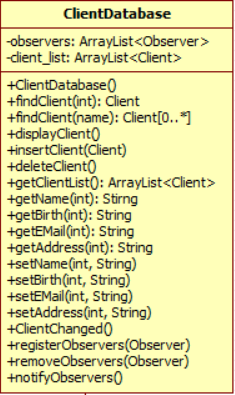 ClientDatabase
-observers: ArrayList<Observer>
-client_list: ArrayList<Client>
+ClientDatabase()
+findClient(int): Client
+findClient(name): Client[0..*]
+displayClient()
+insertClient(Client)
+deleteClient()
+getClientList(): ArrayList<Client>
+getName(int): Stirng
+getBirth(int): String
+getEMail(int): String
+getAddress(int): String
+setName(int, String)
+setBirth(int, String)
+setEMail(int, String)
+setAddress(int, String)
+ClientChanged()
+registerObservers(Observer)
+removeObservers(Observer)
+notifyObservers()